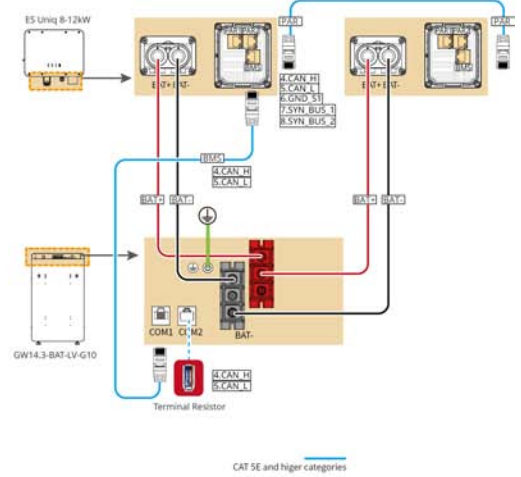 ES Uniq 8-12kW
PAR
PAR
BAT+ BAT-
BAT+ BAT-
4.CAN_H
5.CAN_L
6.GND_S1
7.SYN_BUS_1
8.SYN_BUS_2
BMS
4.CAN_H
5.CAN_L
BAT+
BAT-
BAT+
BAT-
COM1
COM2
BAT-
GW14.3-BAT-LV-G10
4.CAN_H
5.CAN_L
Terminal Resistor
CAT 5E and higer categories